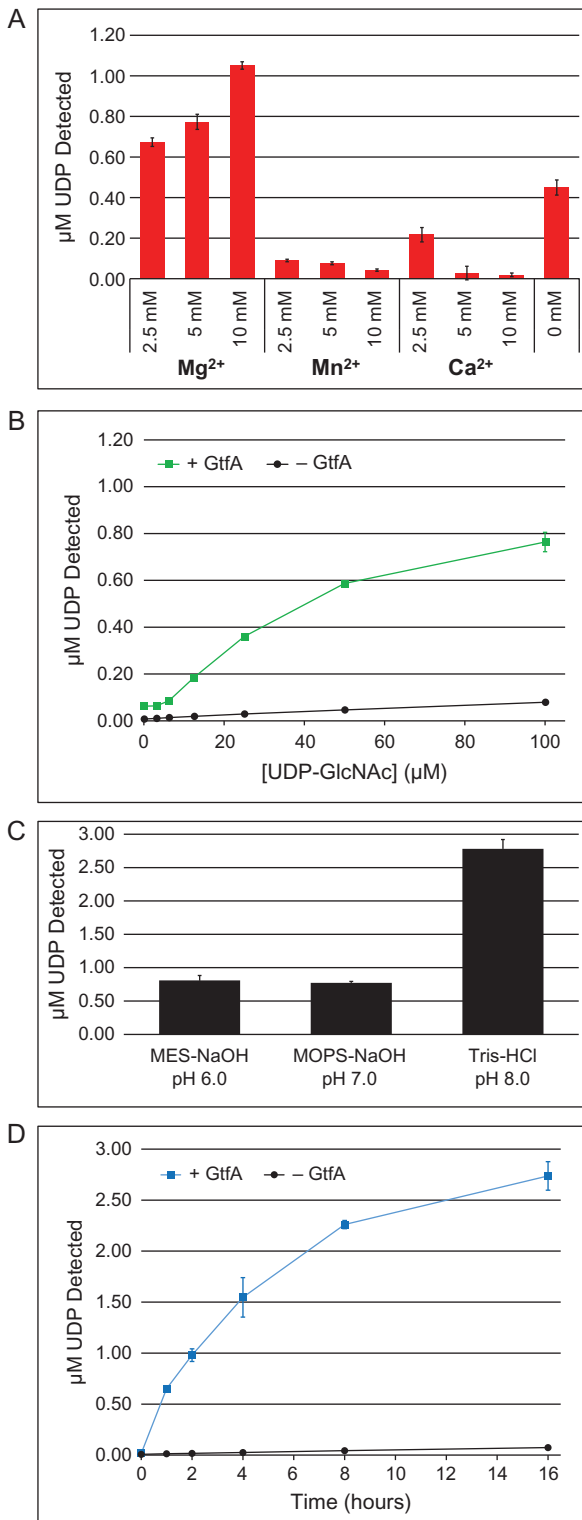 A
µM UDP Detected
1.20
1.00
0.80
0.60
0.40
0.20
0.00
2.5 mM 5 mM 10 mM 2.5 mM 5 mM 10 mM 2.5 mM 5 mM 10 mM 0 mM
Mg²⁺ Mn²⁺ Ca²⁺
B
µM UDP Detected
1.20
1.00
0.80
0.60
0.40
0.20
0.00
+ GtfA – GtfA
0 20 40 60 80 100
[UDP-GlcNAc] (µM)
C
µM UDP Detected
3.00
2.50
2.00
1.50
1.00
0.50
0.00
MES-NaOH MOPS-NaOH Tris-HCl
pH 6.0 pH 7.0 pH 8.0
D
µM UDP Detected
3.00
2.50
2.00
1.50
1.00
0.50
0.00
+ GtfA – GtfA
0 2 4 6 8 10 12 14 16
Time (hours)